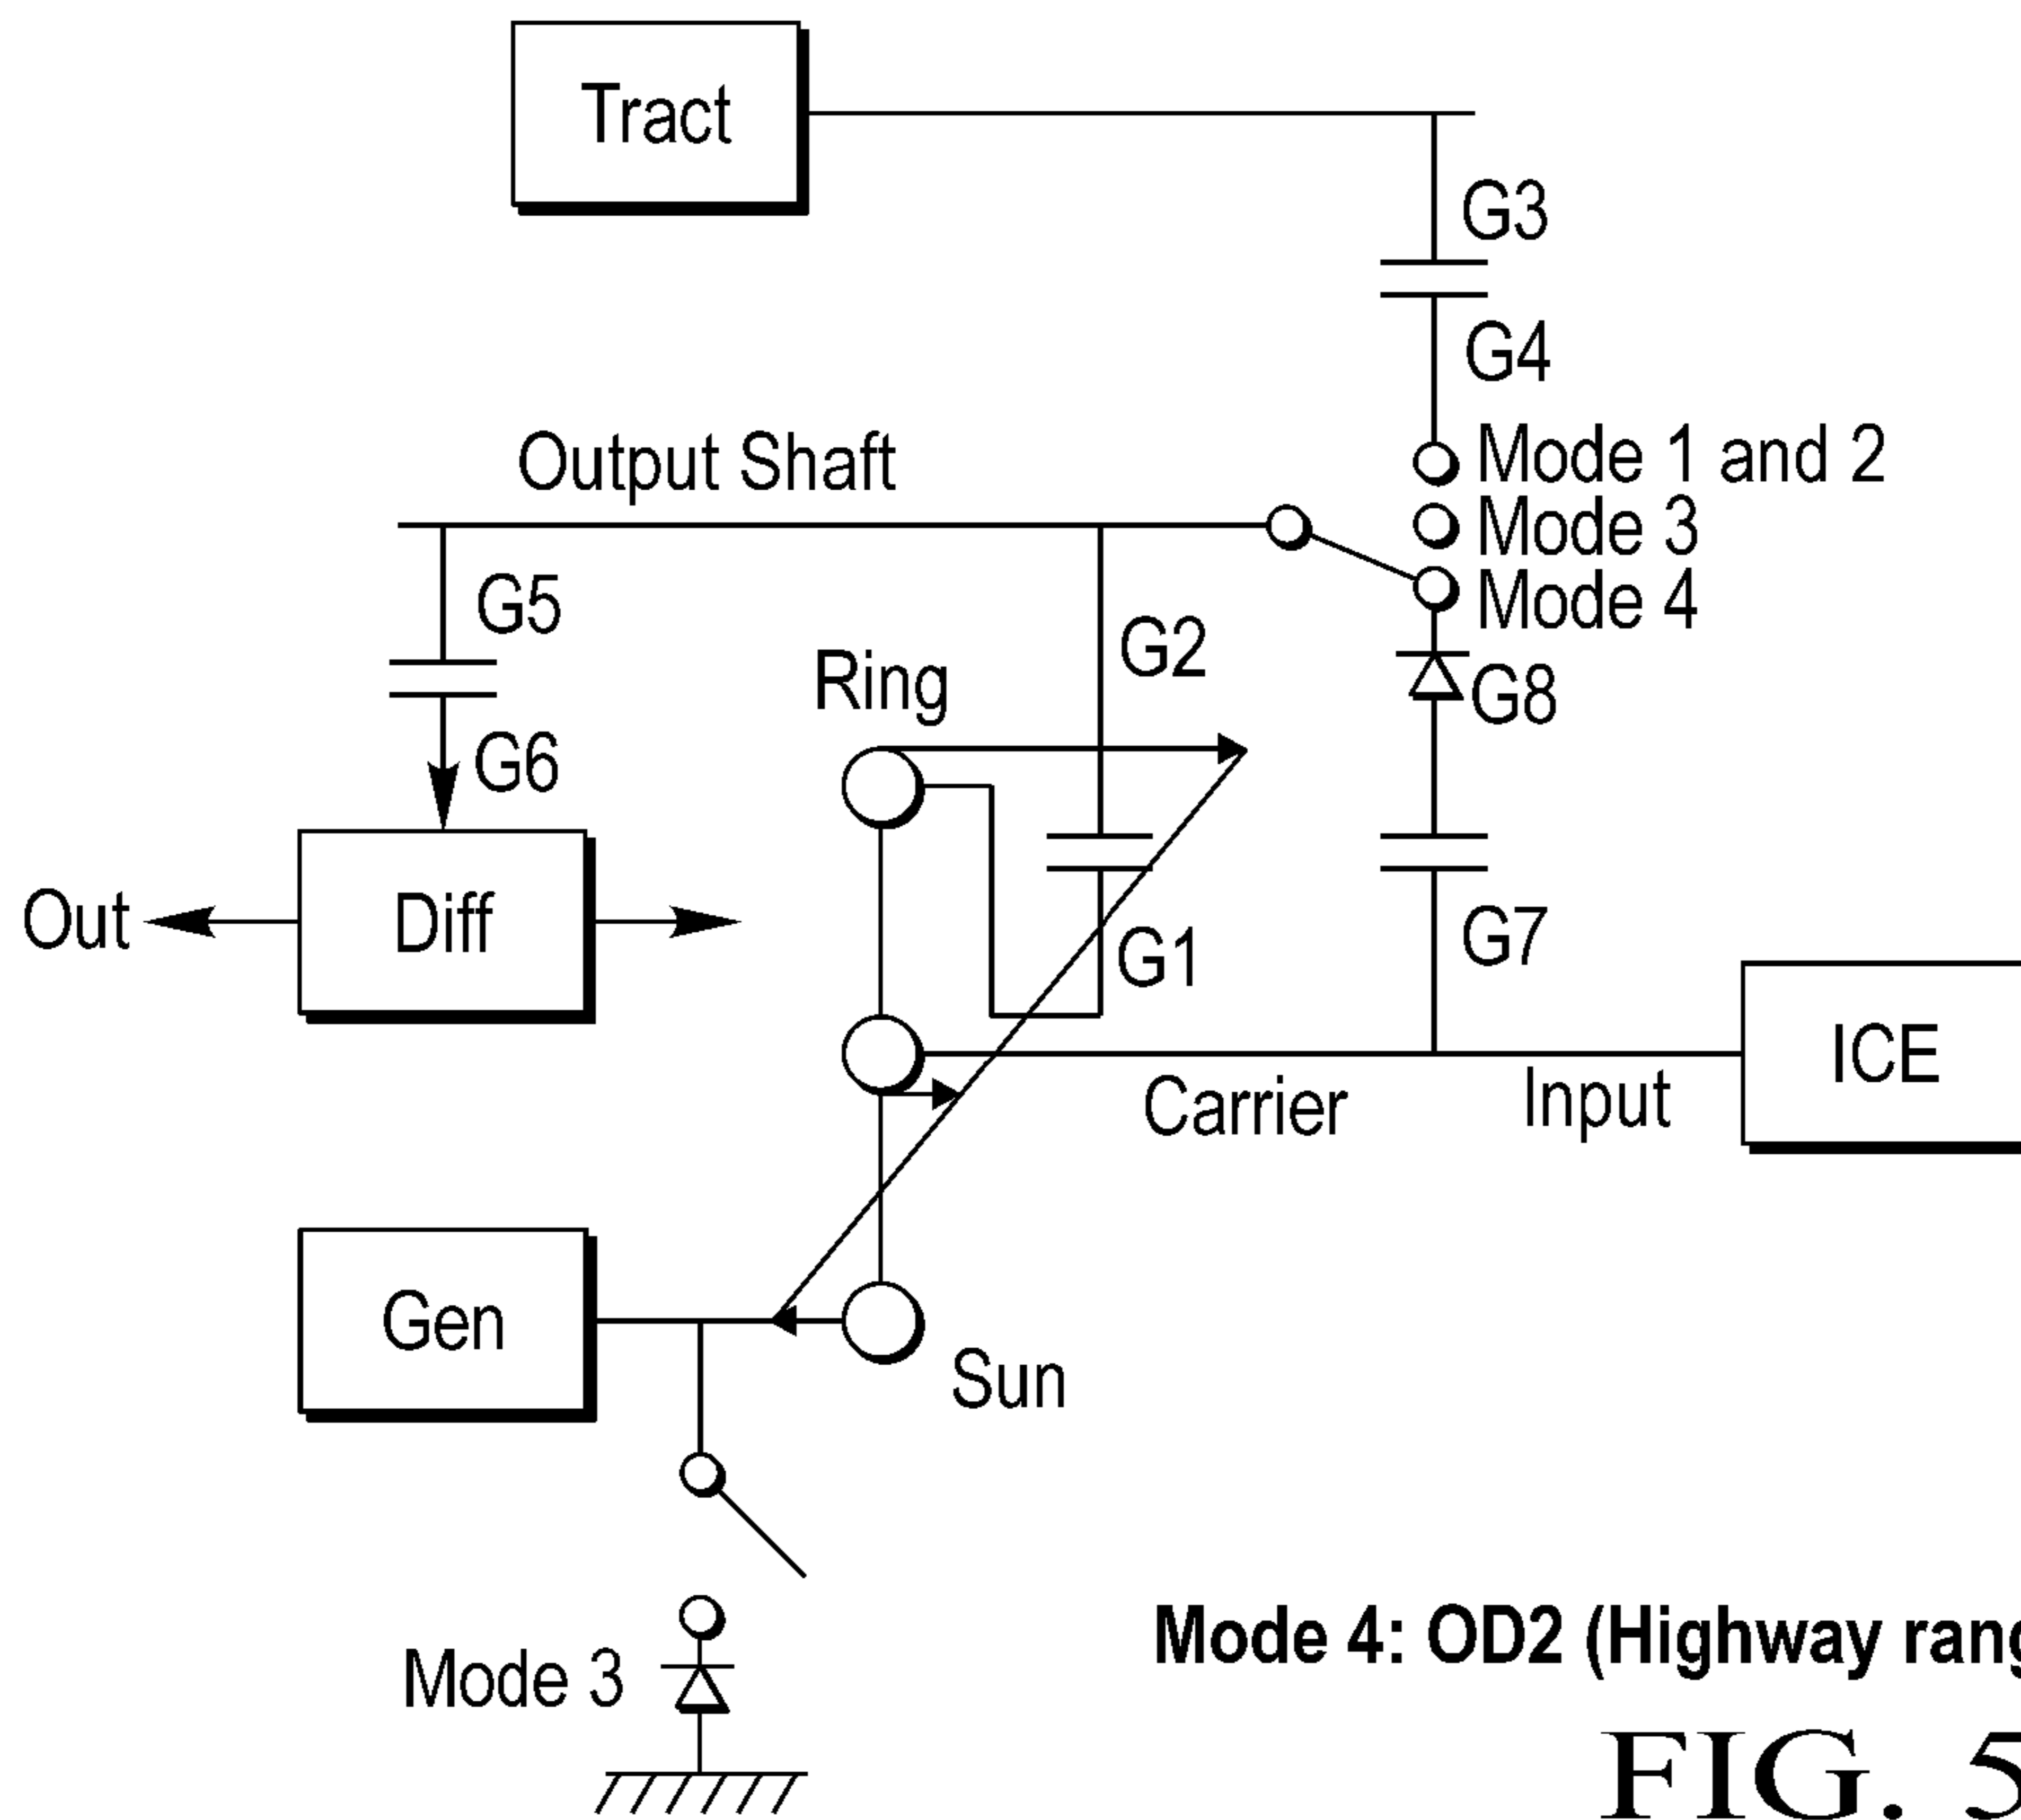 Tract
G3
G4
Output Shaft
Mode 1 and 2
Mode 3
Mode 4
G5
G2
Ring
G8
G6
Out
Diff
G1
G7
ICE
Carrier
Input
Gen
Sun
Mode 3
Mode 4: OD2 (Highway
FIG. 5